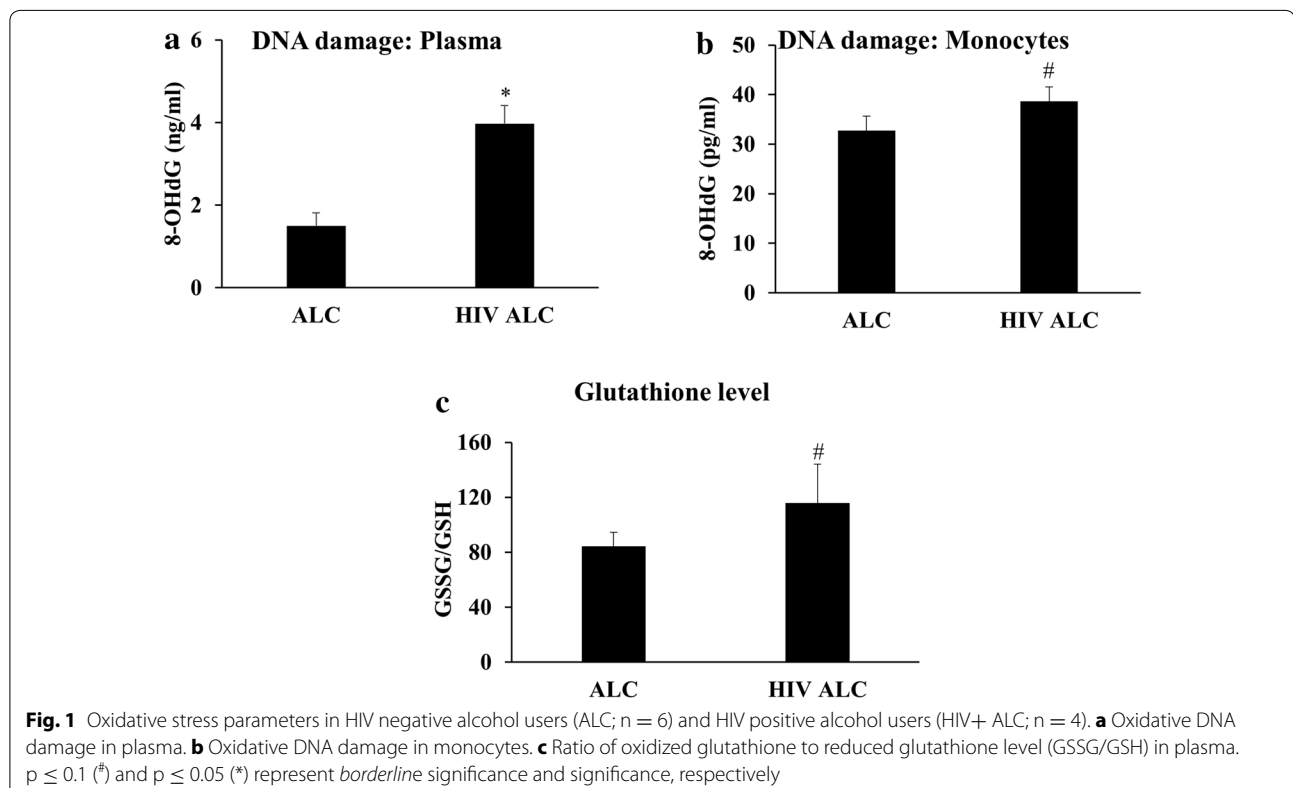 a
DNA damage: Plasma
6
4
2
0
8-OHdG (ng/ml)
*
ALC
HIV ALC
b
DNA damage: Monocytes
50
40
30
20
10
0
8-OHdG (pg/ml)
#
ALC
HIV ALC
c
Glutathione level
160
120
80
40
0
GSSG/GSH
#
ALC
HIV ALC
Fig. 1 Oxidative stress parameters in HIV negative alcohol users (ALC; n = 6) and HIV positive alcohol users (HIV+ ALC; n = 4). a Oxidative DNA
damage in plasma. b Oxidative DNA damage in monocytes. c Ratio of oxidized glutathione to reduced glutathione level (GSSG/GSH) in plasma.
p ≤ 0.1 (#) and p ≤ 0.05 (*) represent borderline significance and significance, respectively